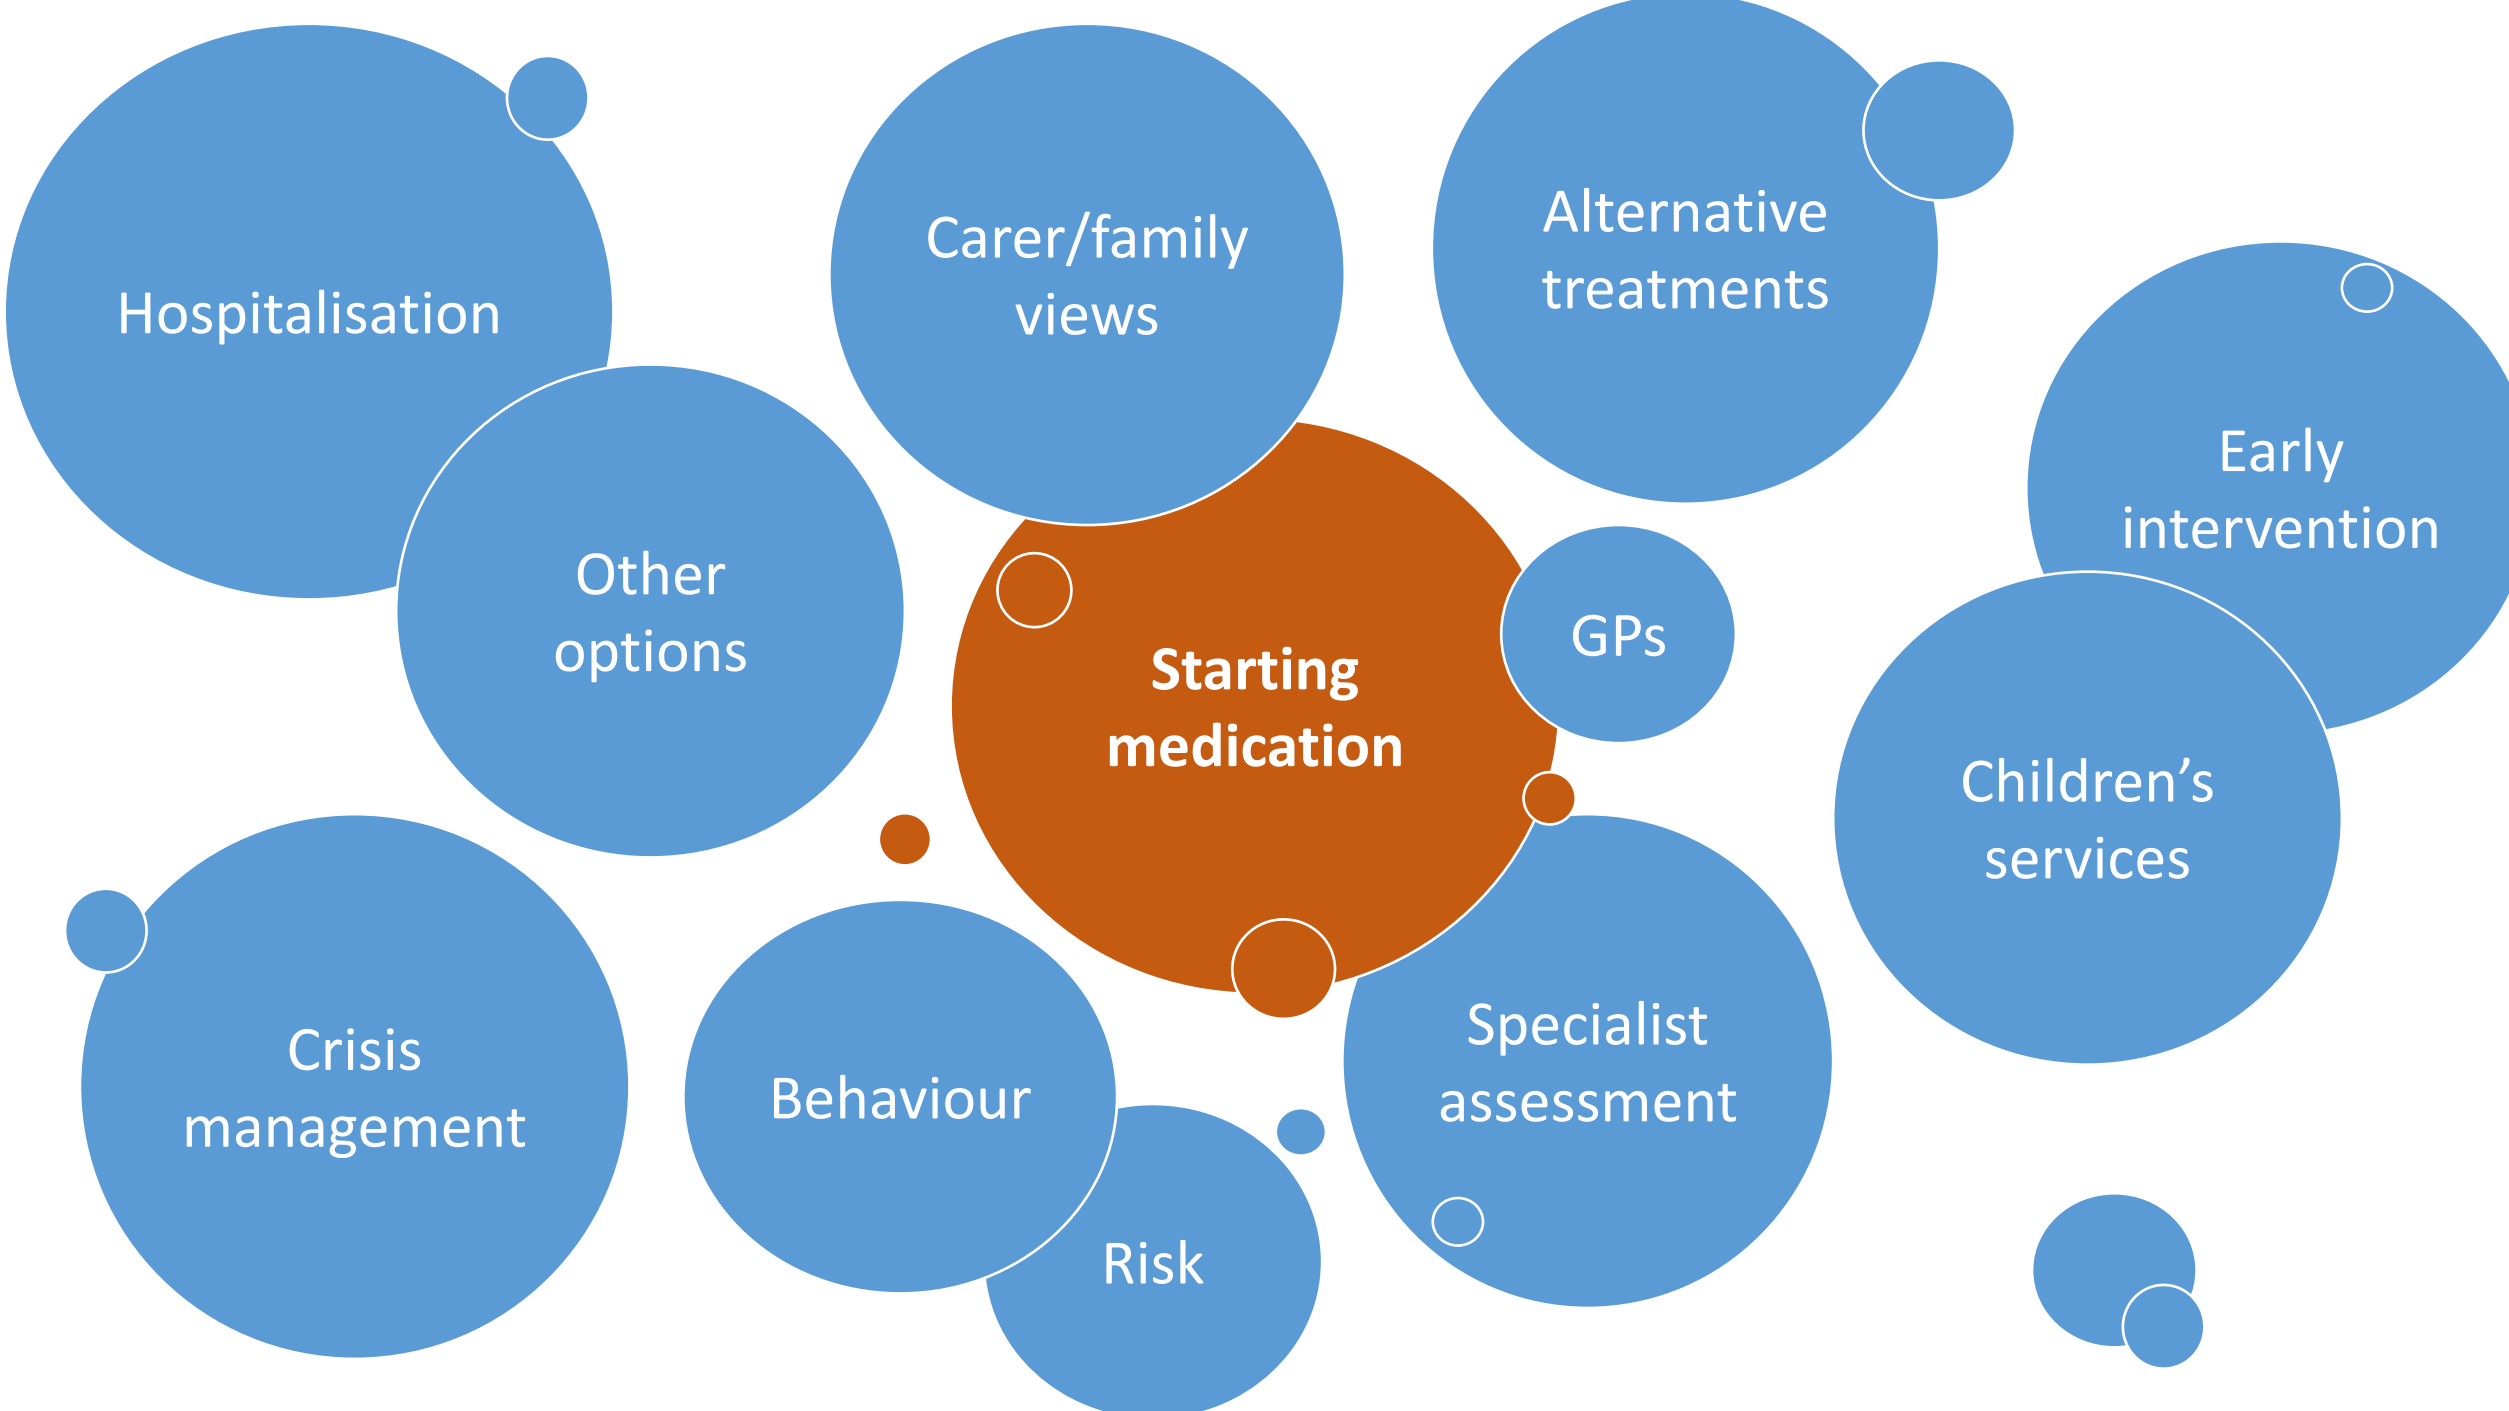 Hospitalisation
Carer/family
views
Alternative
treatments
Early
intervention
Other
options
Starting
medication
GPs
Children's
services
Crisis
management
Behaviour
Specialist
assessment
Risk